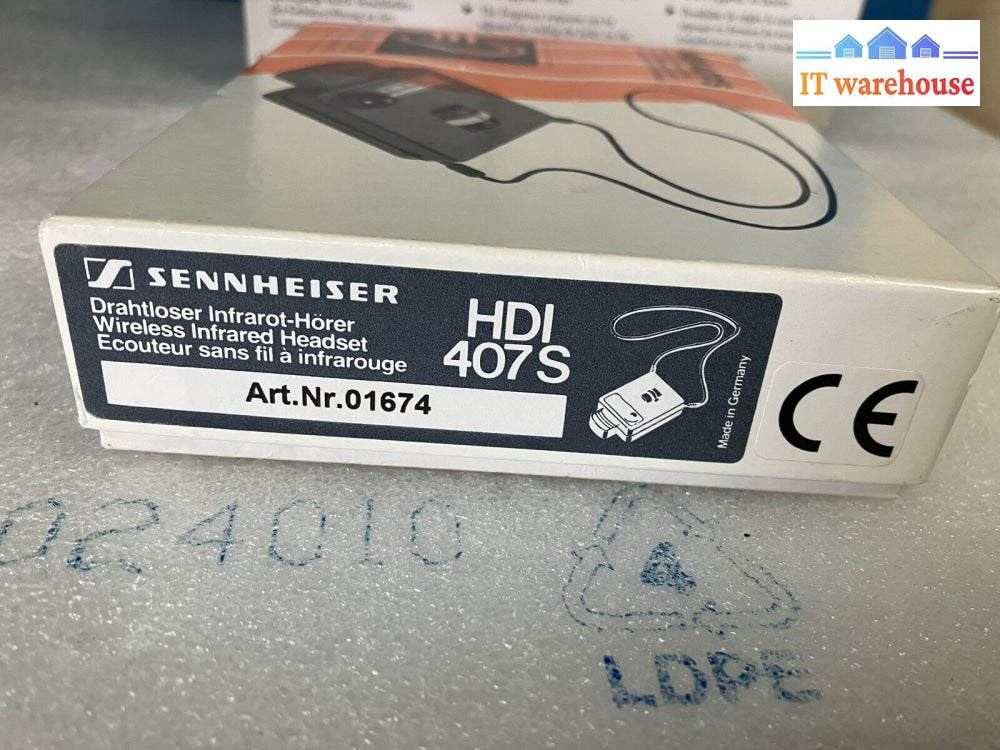 IT warehouse
SENNHEISER
Drahtloser Infrarot-Hörer
Wireless Infrared Headset
Ecouteur sans fil à infrarouge
HDI
407S
Art.Nr.01674
Made in Germany
CE
024010
4
LDPE